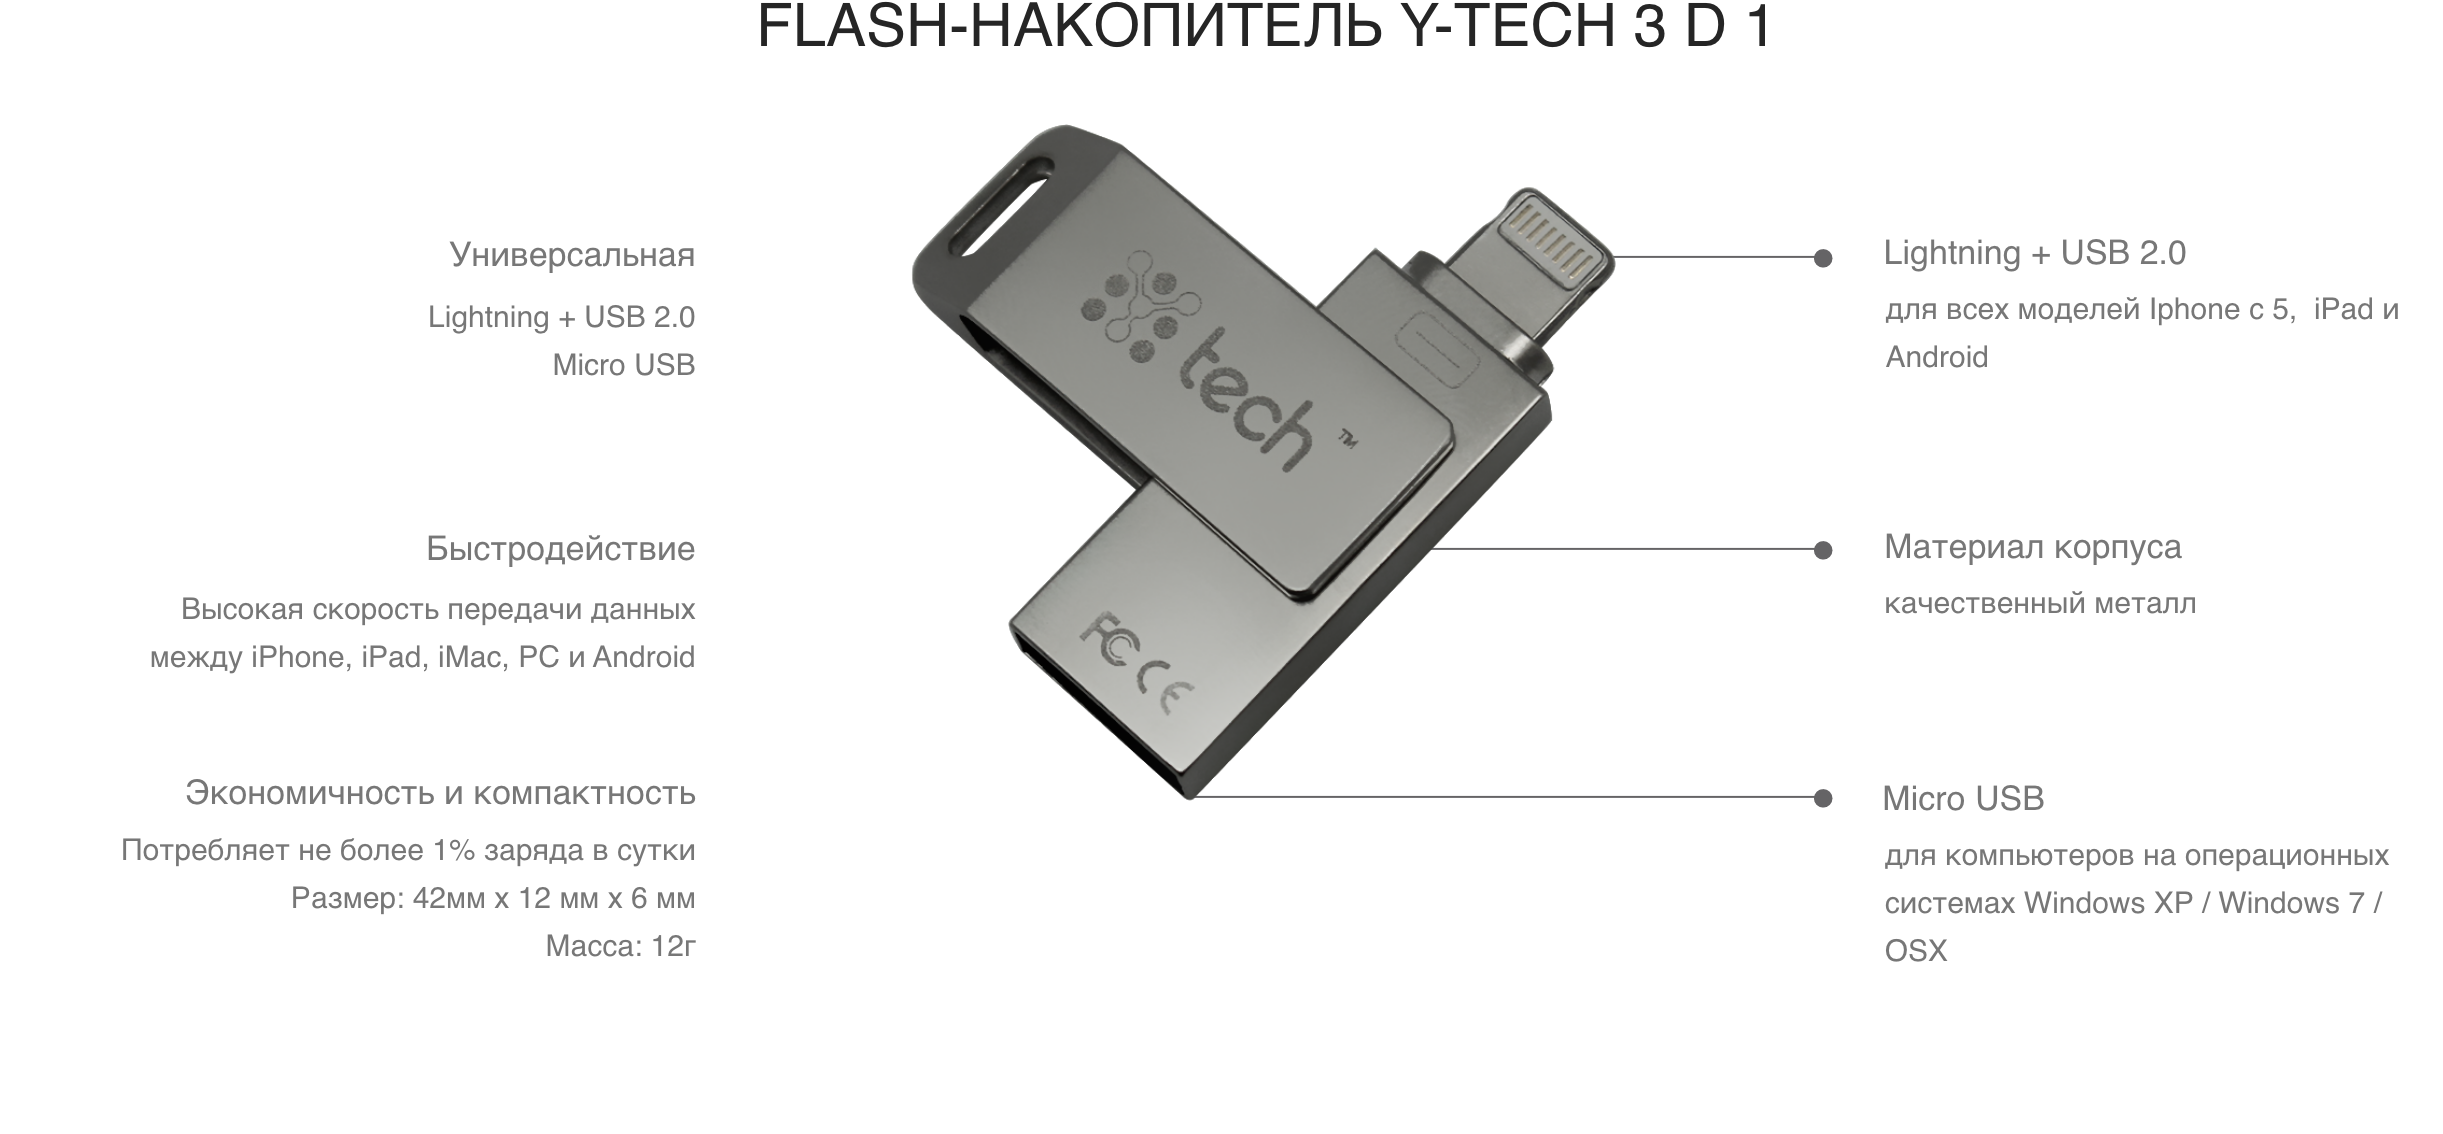 FLASH-НАКОПИТЕЛЬ Y-TECH 3 D 1
Универсальная
Lightning + USB 2.0
Micro USB
Быстродействие
Высокая скорость передачи данных
между iPhone, iPad, iMac, PC и Android
Экономичность и компактность
Потребляет не более 1% заряда в сутки
Размер: 42мм x 12 мм x 6 мм
Масса: 12г
tech ™
FC CE
Lightning + USB 2.0
для всех моделей Iphone с 5, iPad и
Android
Материал корпуса
качественный металл
Micro USB
для компьютеров на операционных
системах Windows XP / Windows 7 /
OSX